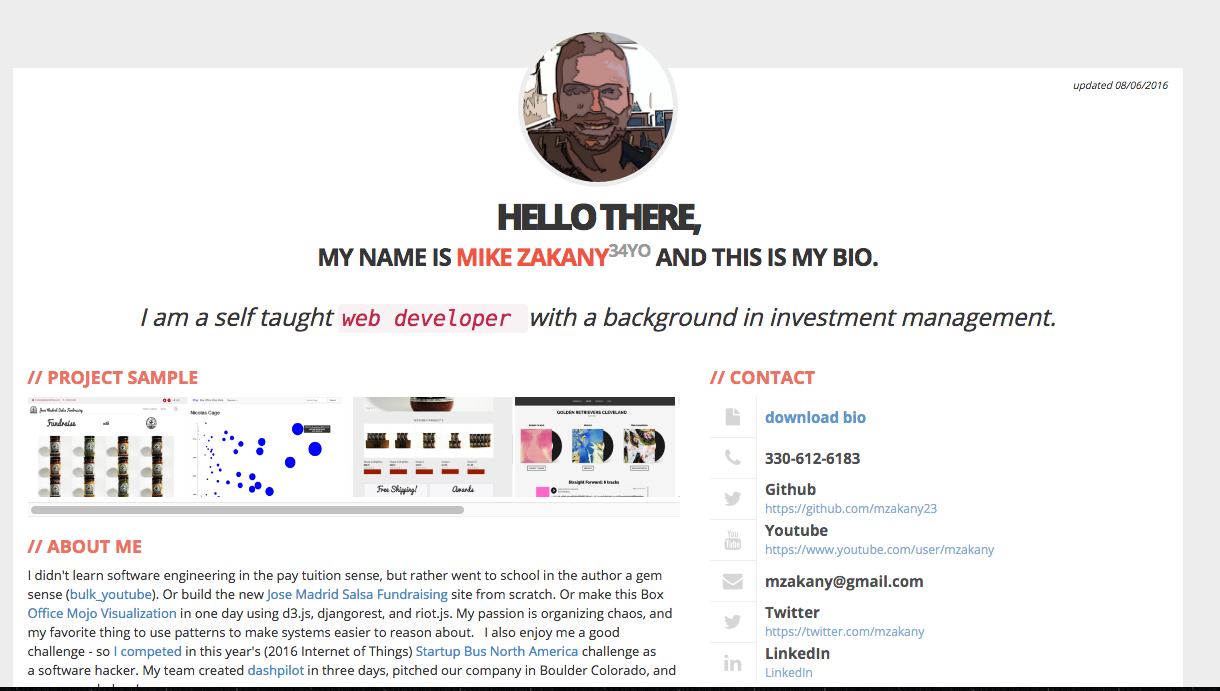 updated 08/06/2016
HELLO THERE,
MY NAME IS MIKE ZAKANY34YO AND THIS IS MY BIO.
I am a self taught web developer with a background in investment management.
// PROJECT SAMPLE
Jose Madrid Salsa Fundraising
Fundraise with
Nicolas Cage
Free Shipping!
Awards
GOLDEN RETRIEVERS CLEVELAND
Straight Forward: 6 tracks
// ABOUT ME
I didn't learn software engineering in the pay tuition sense, but rather went to school in the author a gem
sense (bulk_youtube). Or build the new Jose Madrid Salsa Fundraising site from scratch. Or make this Box
Office Mojo Visualization in one day using d3.js, djangorest, and riot.js. My passion is organizing chaos, and
my favorite thing to use patterns to make systems easier to reason about. I also enjoy me a good
challenge - so I competed in this year's (2016 Internet of Things) Startup Bus North America challenge as
a software hacker. My team created dashpilot in three days, pitched our company in Boulder Colorado, and
// CONTACT
download bio
330-612-6183
Github
https://github.com/mzakany23
You
Tube
Youtube
https://www.youtube.com/user/mzakany
mzakany@gmail.com
Twitter
https://twitter.com/mzakany
in
LinkedIn
LinkedIn